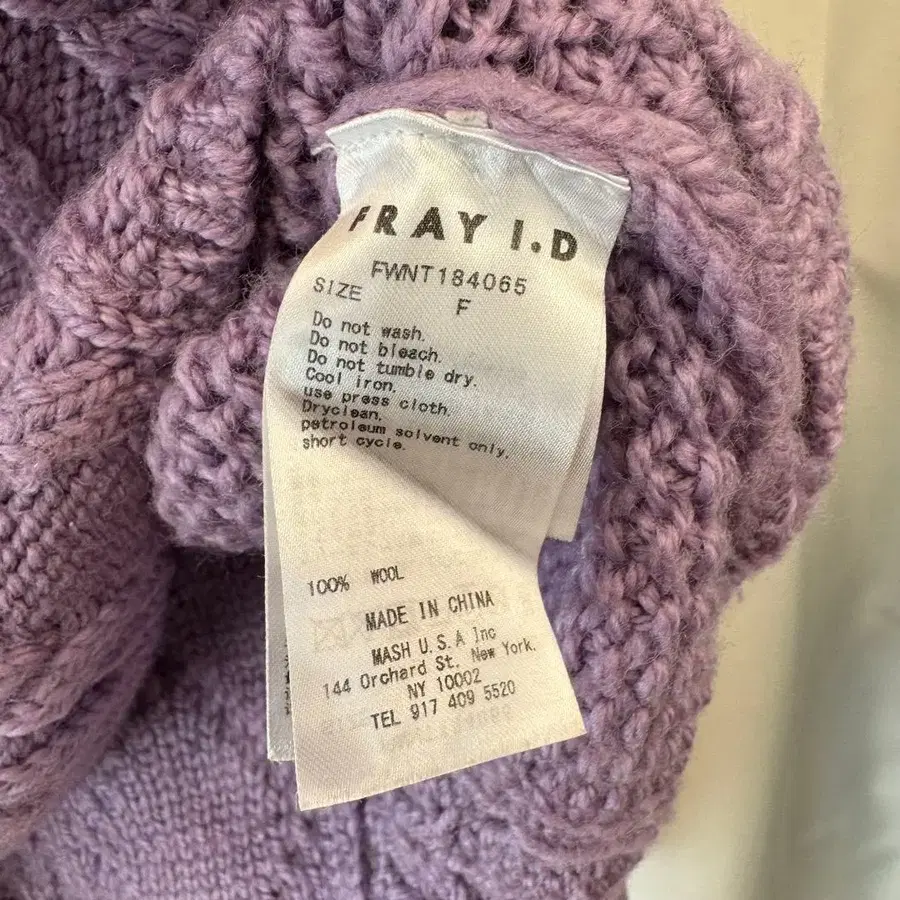 FRAY I.D
FWNT184065
SIZE F
Do not wash.
Do not bleach.
Do not tumble dry.
Cool iron.
use press cloth.
Dryclean.
petroleum solvent only,
short cycle.
100% WOOL
MADE IN CHINA
MASH U.S.A Inc
144 Orchard St. New York.
NY 10002
TEL 917 409 5520